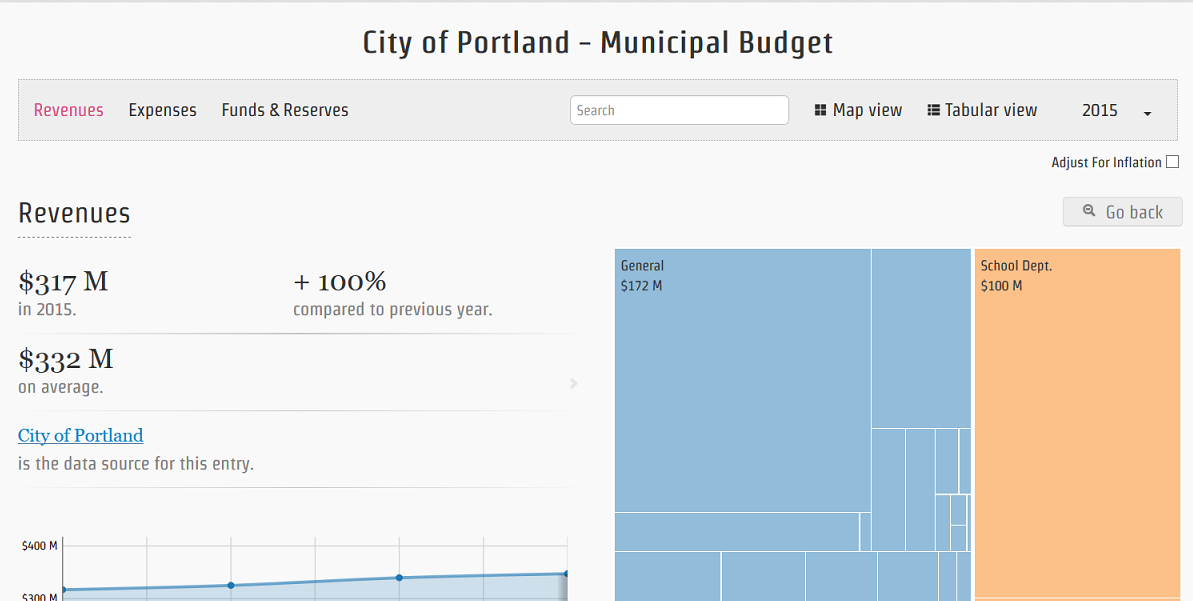 City of Portland - Municipal Budget
Revenues Expenses Funds & Reserves Search Map view Tabular view 2015
Adjust For Inflation
Revenues
Go back
$317 M
in 2015.
+ 100%
compared to previous year.
$332 M
on average.
City of Portland
is the data source for this entry.
$400 M
$300 M
General
$172 M
School Dept.
$100 M